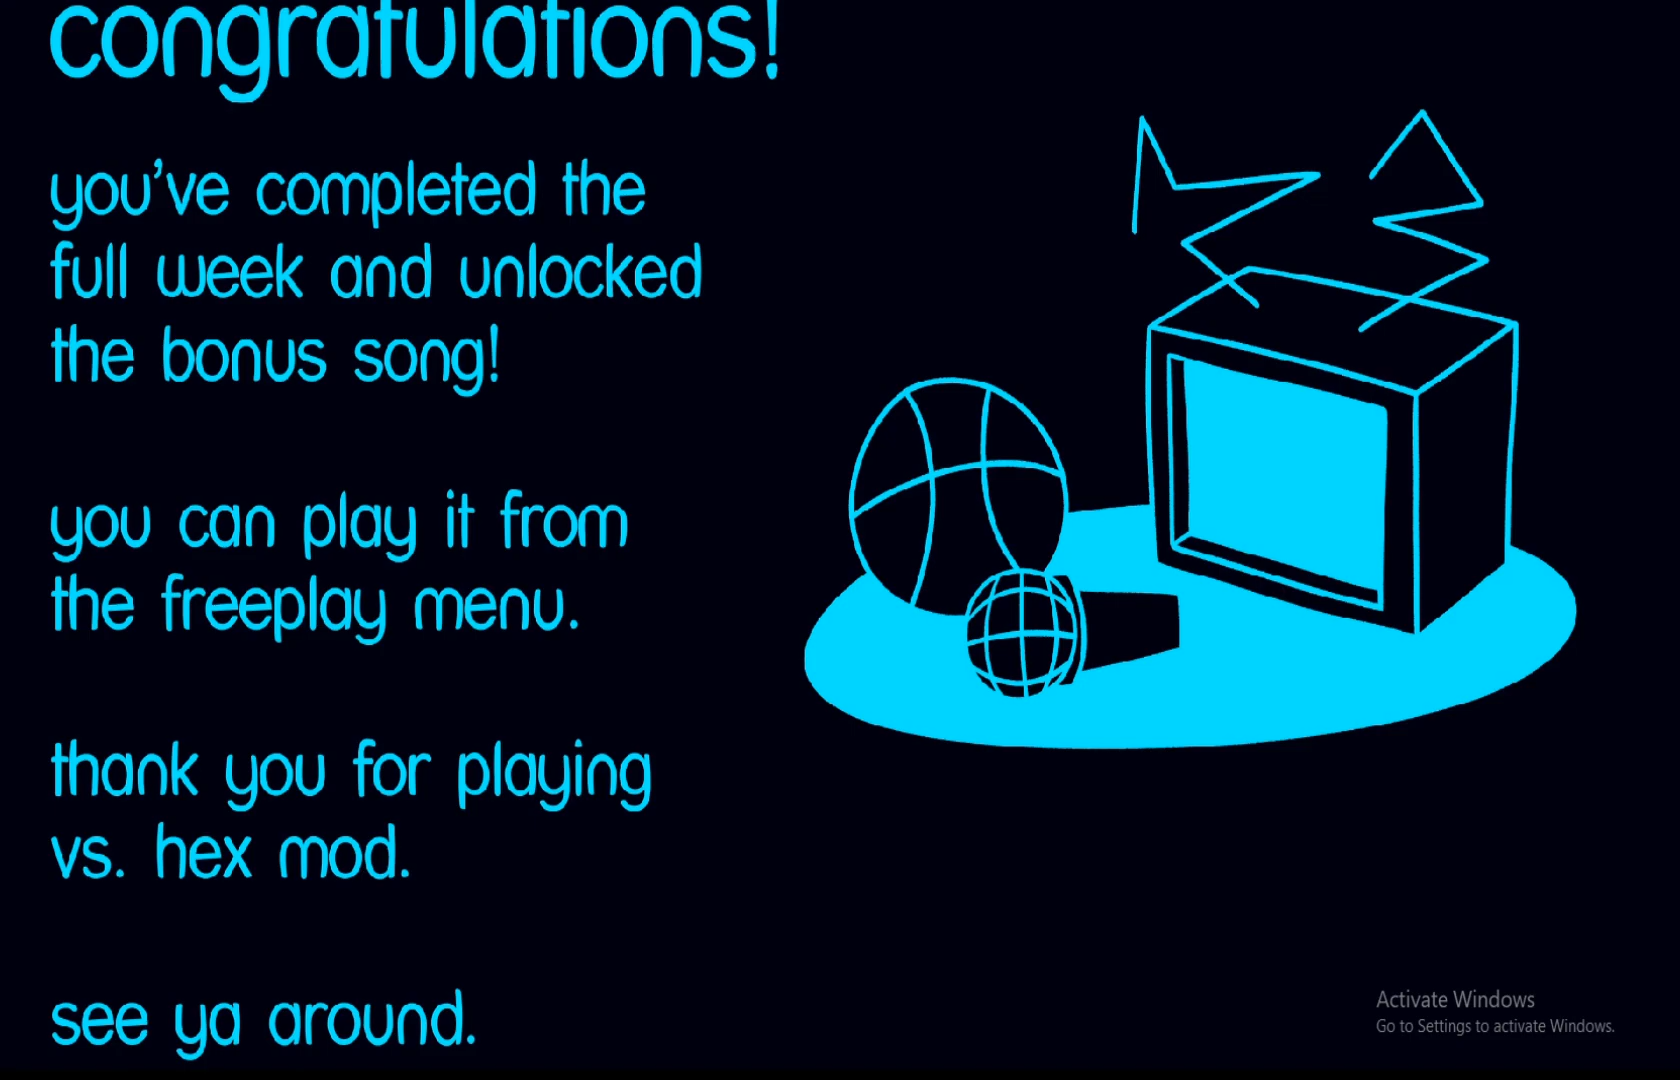 congratulations!
you've completed the
full week and unlocked
the bonus song!
you can play it from
the freeplay menu.
thank you for playing
vs. hex mod.
see ya around.
Activate Windows
Go to Settings to activate Windows.